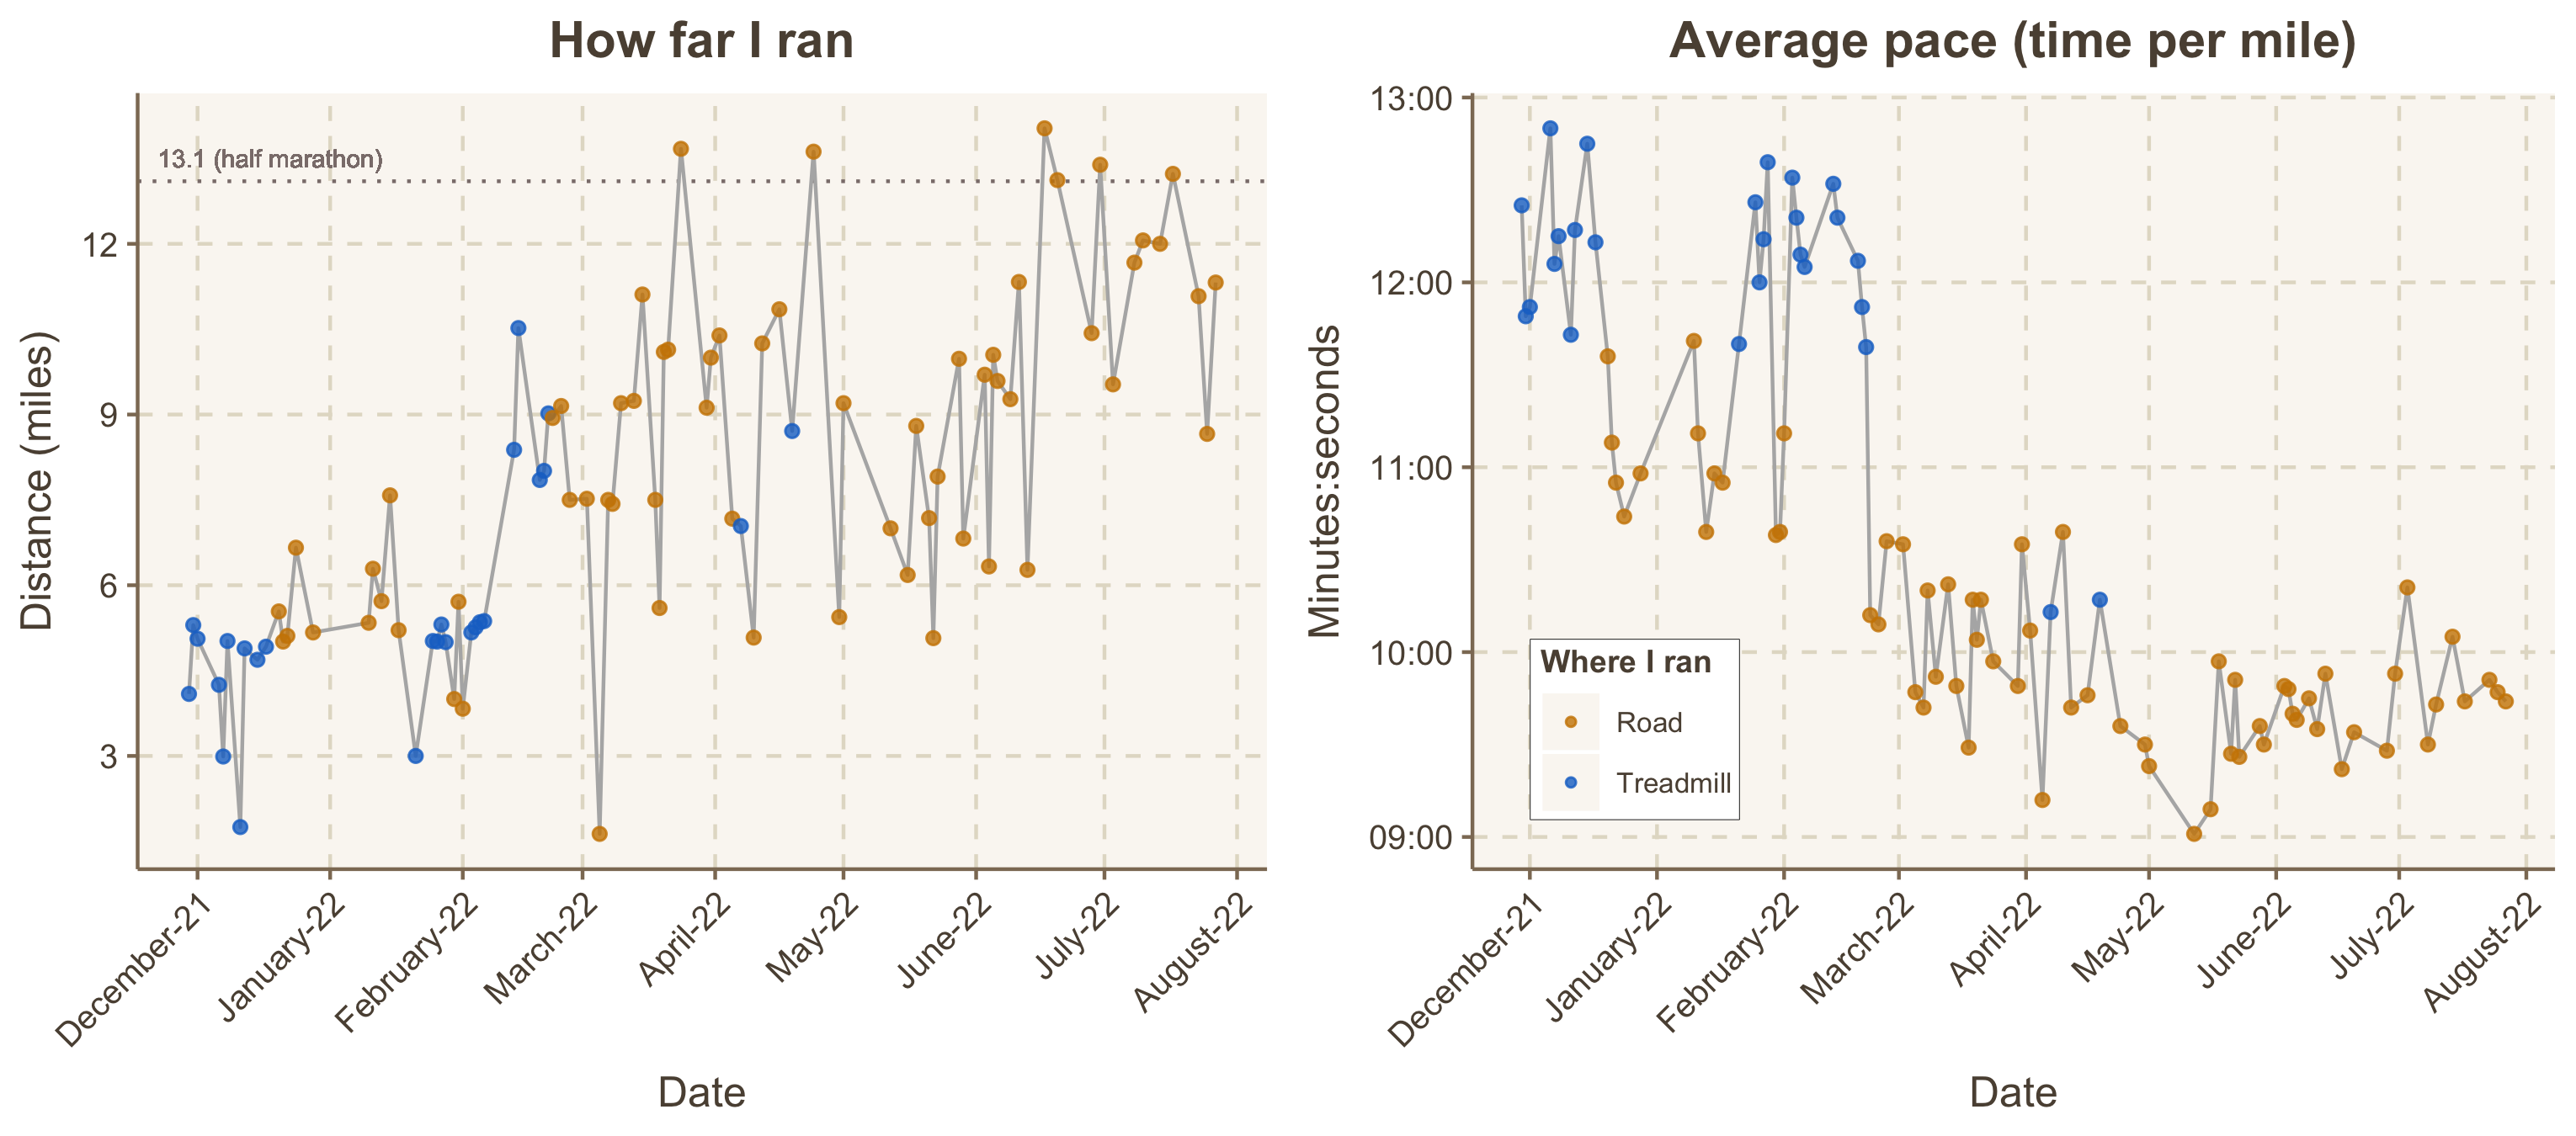 How far I ran
13.1 (half marathon)
12
9
6
3
Distance (miles)
December-21
January-22
February-22
March-22
April-22
May-22
June-22
July-22
August-22
Date
Average pace (time per mile)
13:00
12:00
11:00
10:00
09:00
Minutes:seconds
Where I ran
Road
Treadmill
December-21
January-22
February-22
March-22
April-22
May-22
June-22
July-22
August-22
Date